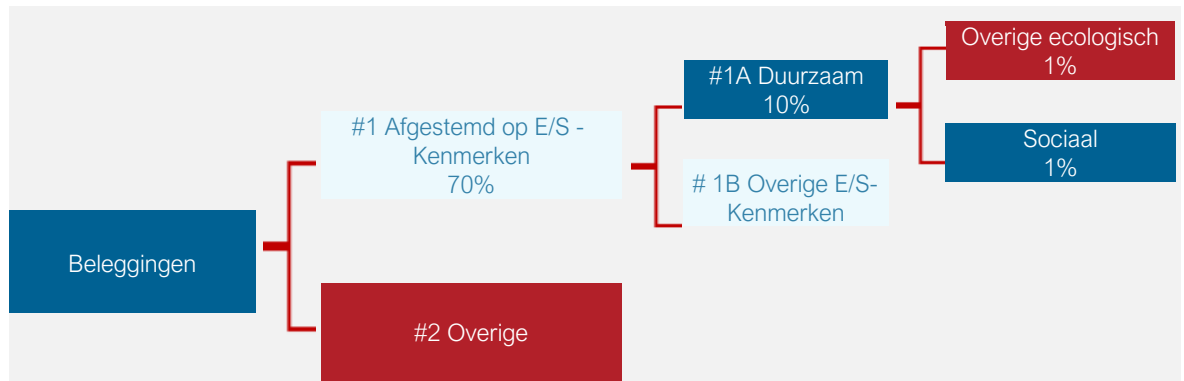 Beleggingen
#1 Afgestemd op E/S -
Kenmerken
70%
#2 Overige
#1A Duurzaam
10%
# 1B Overige E/S-
Kenmerken
Overige ecologisch
1%
Sociaal
1%